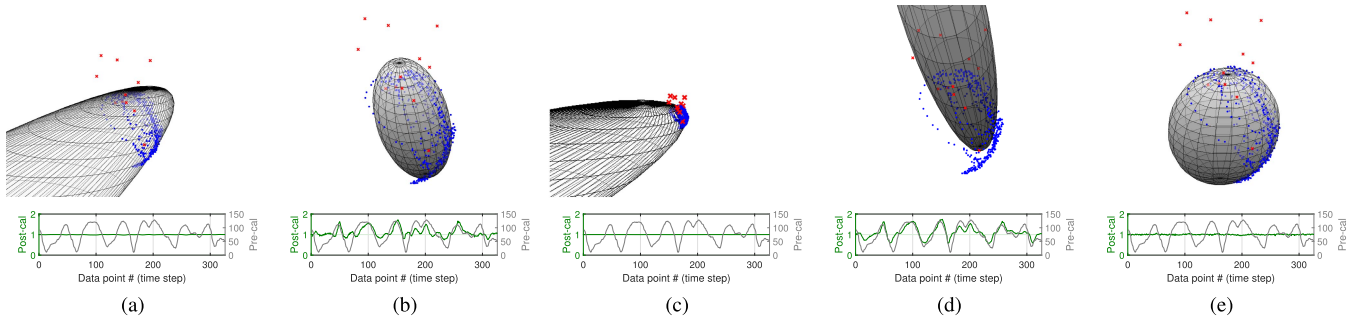 2 1 0 Post-cal 150 100 50 0 Pre-cal
0 100 200 300
Data point # (time step)
(a)
2 1 0 Post-cal 150 100 50 0 Pre-cal
0 100 200 300
Data point # (time step)
(b)
2 1 0 Post-cal 150 100 50 0 Pre-cal
0 100 200 300
Data point # (time step)
(c)
2 1 0 Post-cal 150 100 50 0 Pre-cal
0 100 200 300
Data point # (time step)
(d)
2 1 0 Post-cal 150 100 50 0 Pre-cal
0 100 200 300
Data point # (time step)
(e)